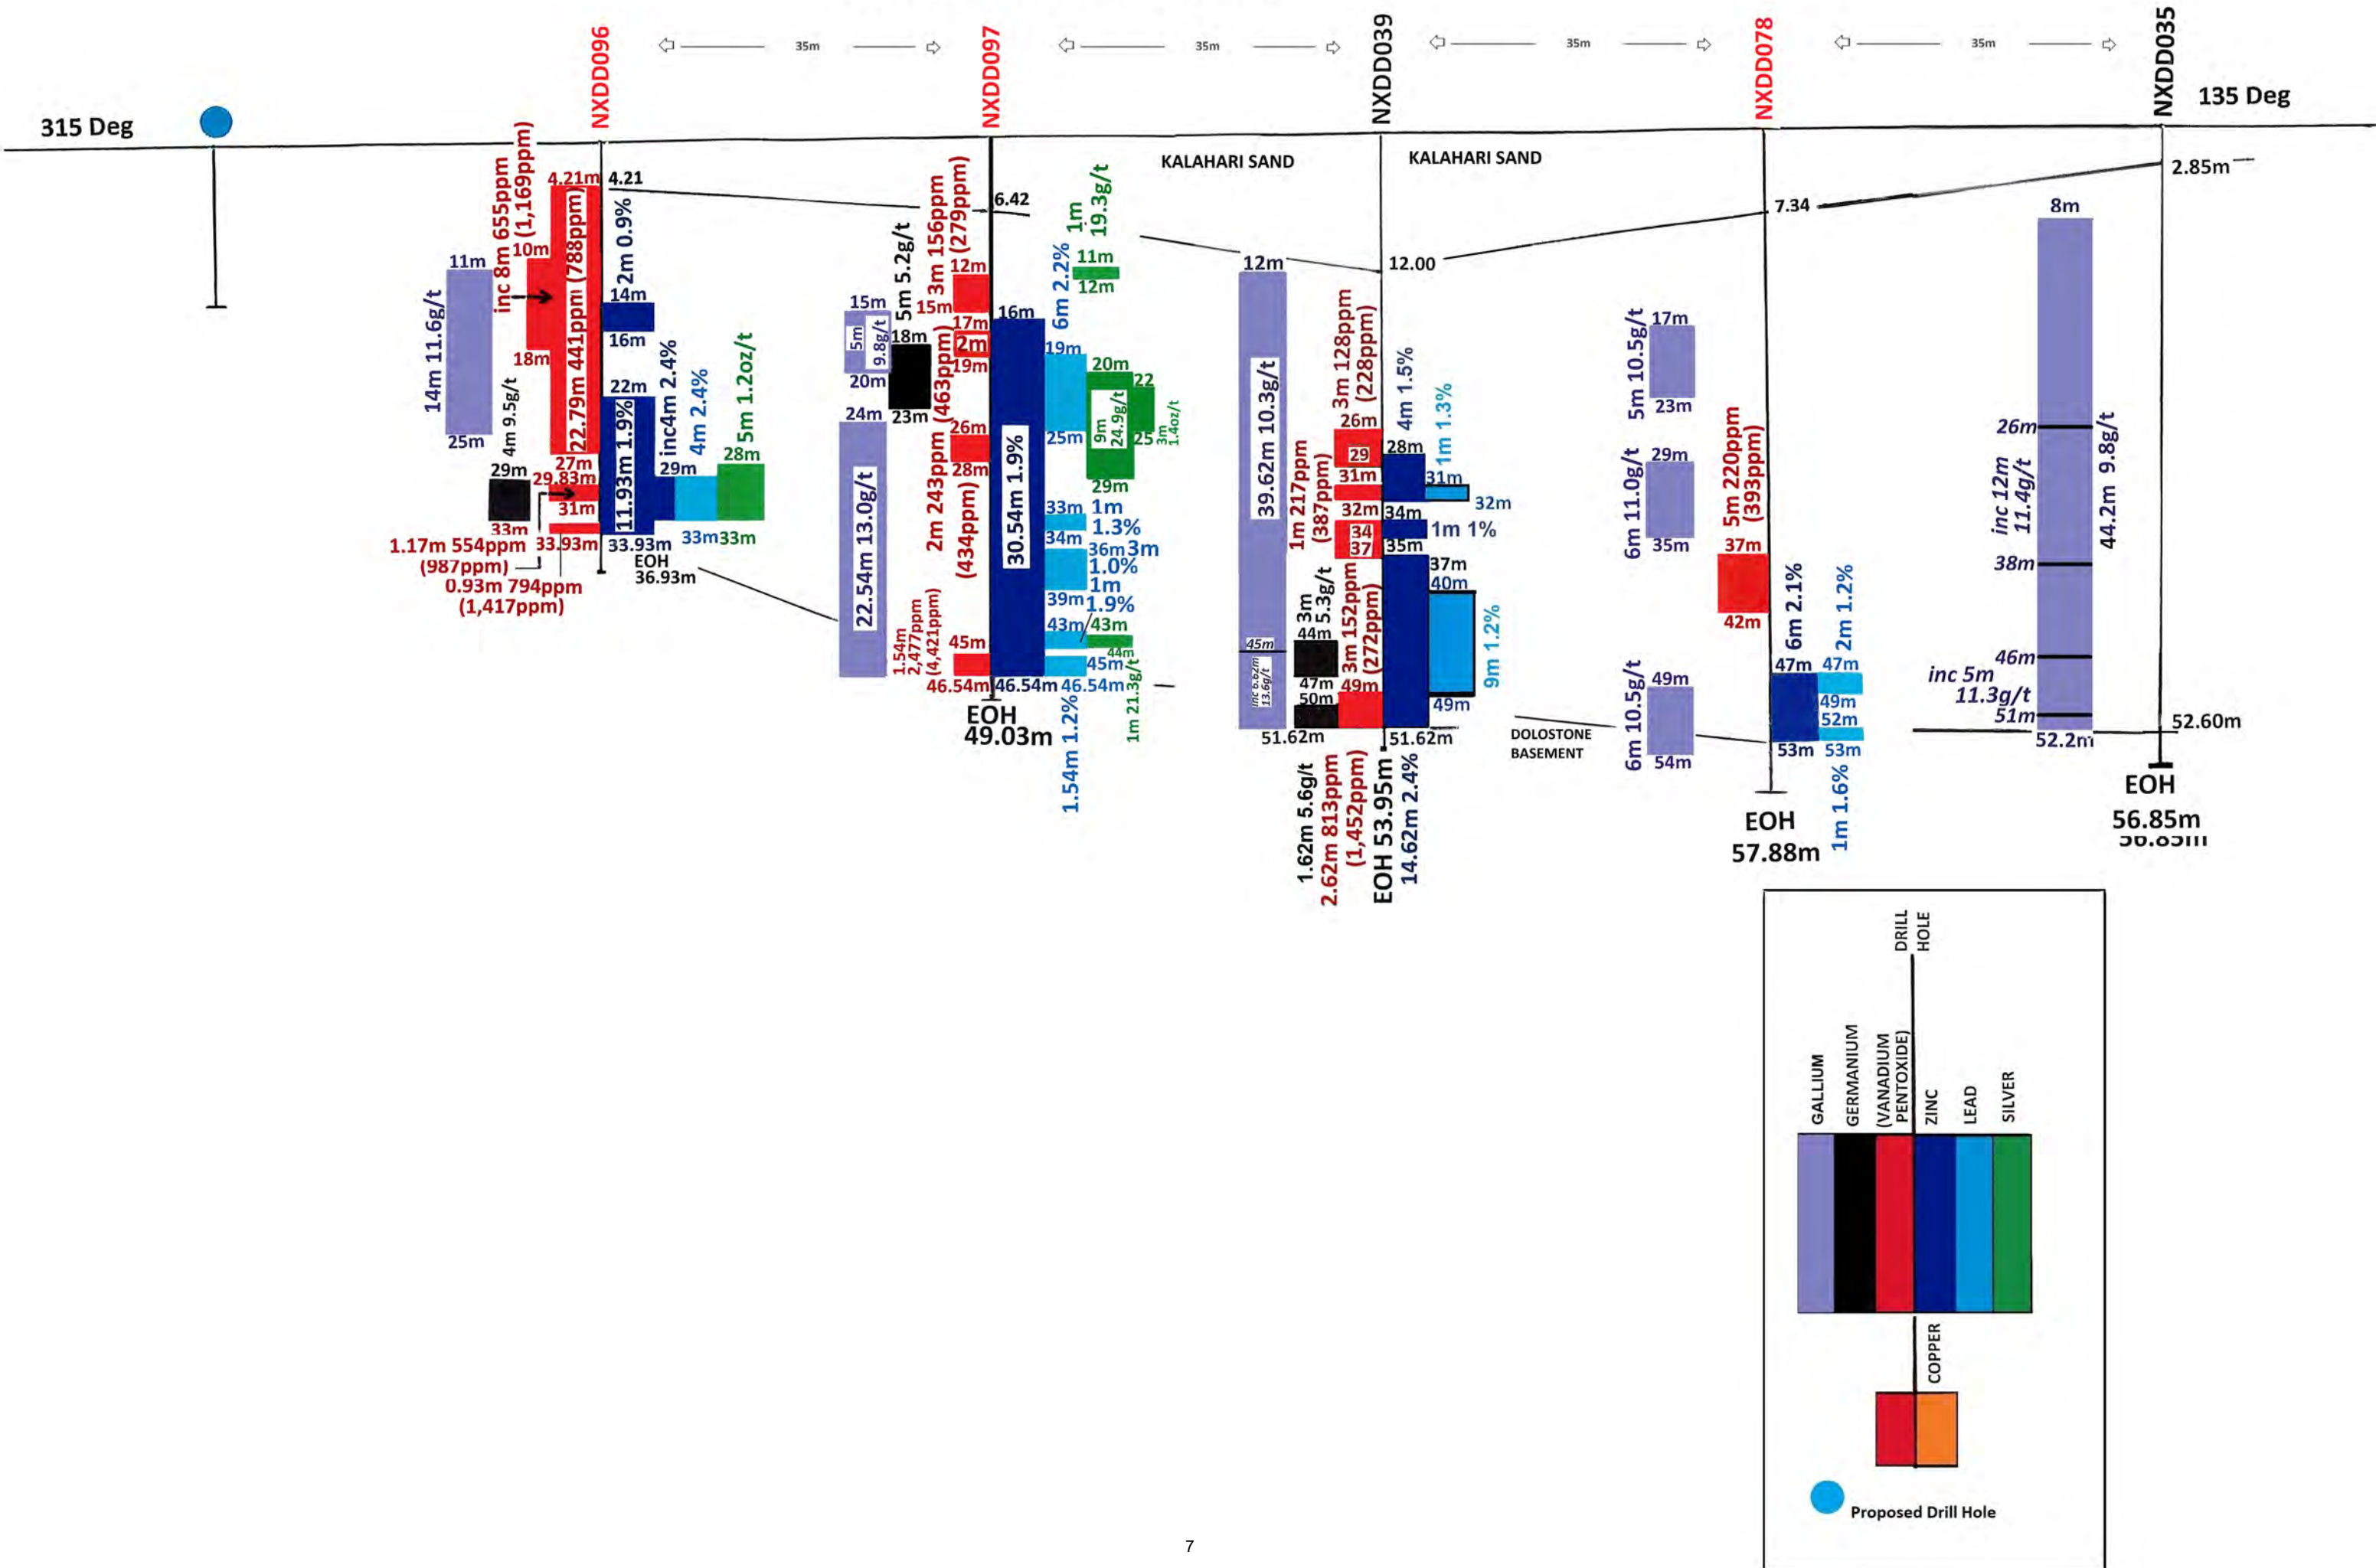 NXDD096
35m
NXDD097
35m
NXDD039
35m
NXDD078
35m
NXDD035
315 Deg
135 Deg
KALAHARI SAND
KALAHARI SAND
4.21m
4.21
inc 8m 655ppm
(1,169ppm)
10m
18m
22.79m 441ppm (788ppm)
27m
11m
14m 11.6g/t
25m
4m 9.5g/t
29m
33m
29.83m
31m
33.93m
1.17m 554ppm
(987ppm)
0.93m 794ppm
(1,417ppm)
2m 0.9%
14m
16m
22m
11.93m 1.9%
33.93m
inc4m 2.4%
29m
4m 2.4%
33m
5m 1.2oz/t
28m
33m
EOH
36.93m
6.42
15m
5m
9.8g/t
20m
24m
22.54m 13.0g/t
5m 5.2g/t
18m
23m
3m 156ppm
(279ppm)
12m
15m
17m
2m
19m
(463ppm)
26m
28m
2m 243ppm
(434ppm)
1.54m
2,477ppm
(4,421ppm)
45m
46.54m
16m
30.54m 1.9%
46.54m
6m 2.2%
19m
25m
33m
1m
1.3%
34m
36m
3m
1.0%
39m
1m
1.9%
43m
45m
46.54m
1.54m 1.2%
1m
19.3g/t
11m
12m
20m
9m
24.9g/t
29m
22
25
3m
1.4oz/t
43m
44m
1m 21.3g/t
EOH
49.03m
12.00
12m
39.62m 10.3g/t
45m
inc 6.62m
13.6g/t
51.62m
3m 128ppm
(228ppm)
26m
29
31m
32m
1m 217ppm
(387ppm)
34
37
3m 152ppm
(272ppm)
3m
5.3g/t
44m
47m
50m
49m
4m 1.5%
28m
1m 1.3%
31m
32m
34m
1m 1%
35m
37m
40m
9m 1.2%
49m
51.62m
1.62m 5.6g/t
2.62m 813ppm
(1,452ppm)
EOH 53.95m
14.62m 2.4%
DOLOSTONE
BASEMENT
7.34
5m 10.5g/t
17m
23m
6m 11.0g/t
29m
35m
6m 10.5g/t
49m
54m
5m 220ppm
(393ppm)
37m
42m
6m 2.1%
47m
53m
2m 1.2%
47m
49m
52m
53m
1m 1.6%
EOH
57.88m
2.85m
8m
26m
inc 12m
11.4g/t
38m
44.2m 9.8g/t
46m
inc 5m
11.3g/t
51m
52.2m
52.60m
EOH
56.85m
56.85m
DRILL
HOLE
GALLIUM
GERMANIUM
(VANADIUM
PENTOXIDE)
ZINC
LEAD
SILVER
COPPER
Proposed Drill Hole
7